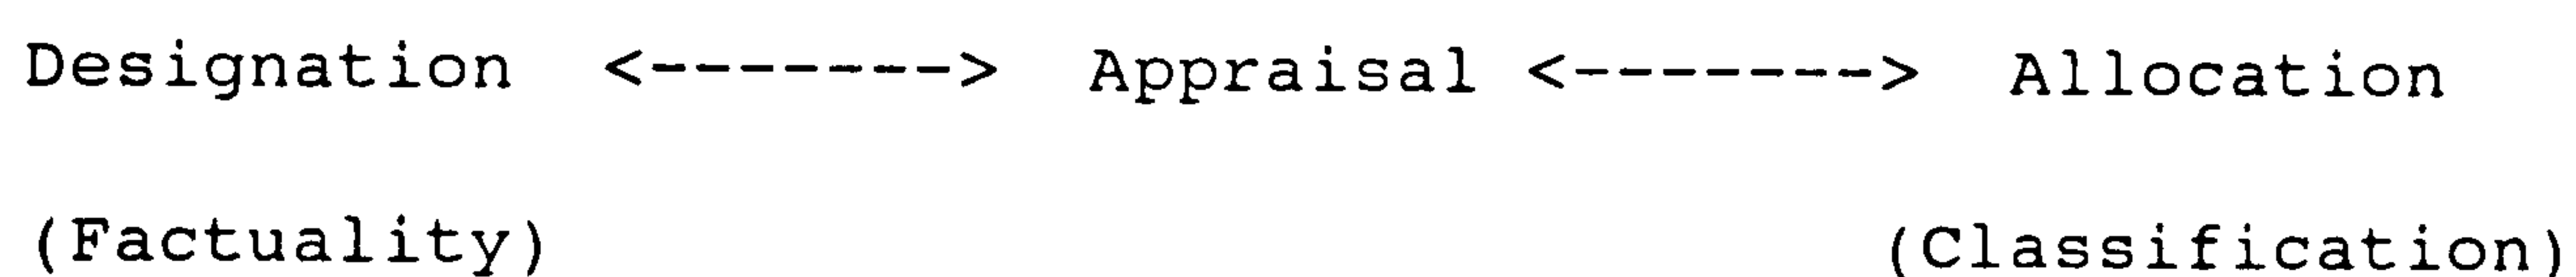 Designation <-------> Appraisal <-------> Allocation
(Factuality) (Classification)